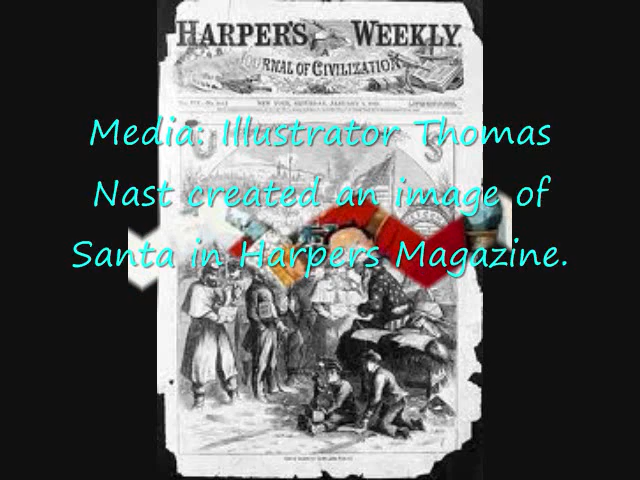 HARPER'S WEEKLY.
A
JOURNAL OF CIVILIZATION
Media: Illustrator Thomas
Nast created an image of
Santa in Harpers Magazine.